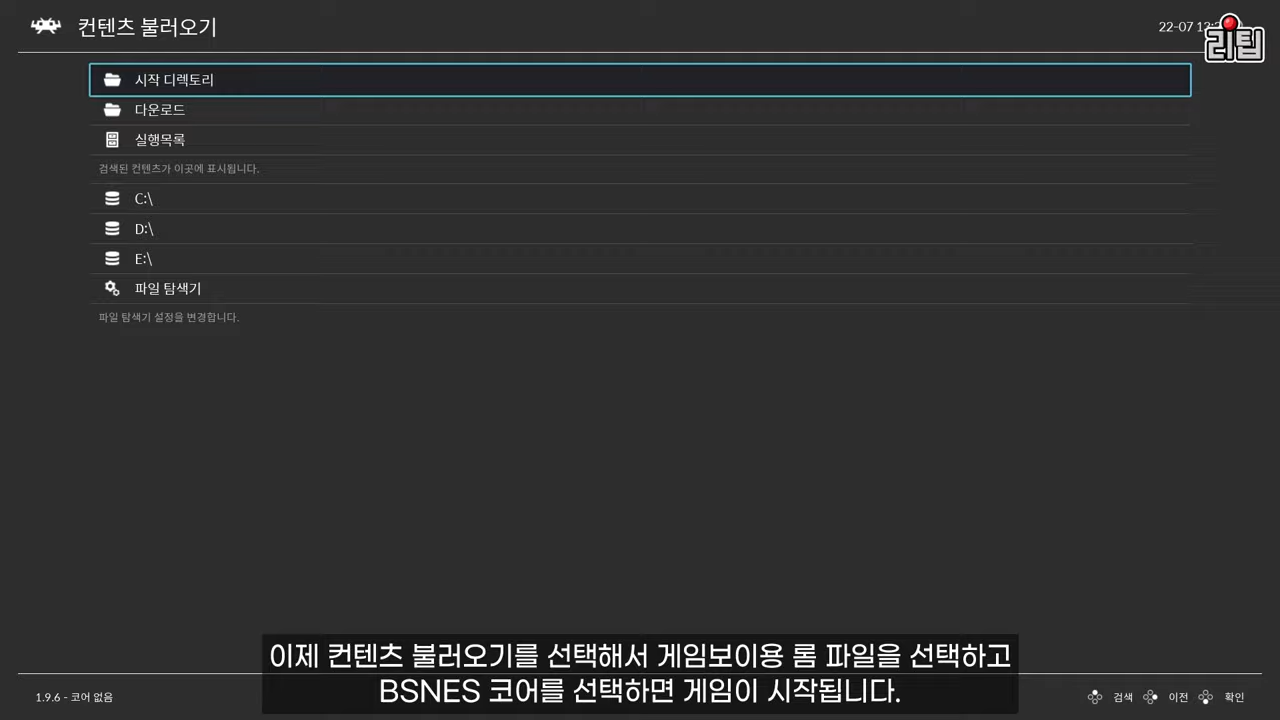 컨텐츠 불러오기
22-07 13:
리팁
시작 디렉토리
다운로드
실행목록
검색된 컨텐츠가 이곳에 표시됩니다.
C:\
D:\
E:\
파일 탐색기
파일 탐색기 설정을 변경합니다.
이제 컨텐츠 불러오기를 선택해서 게임보이용 롬 파일을 선택하고
BSNES 코어를 선택하면 게임이 시작됩니다.
1.9.6 - 코어 없음
검색 이전 확인